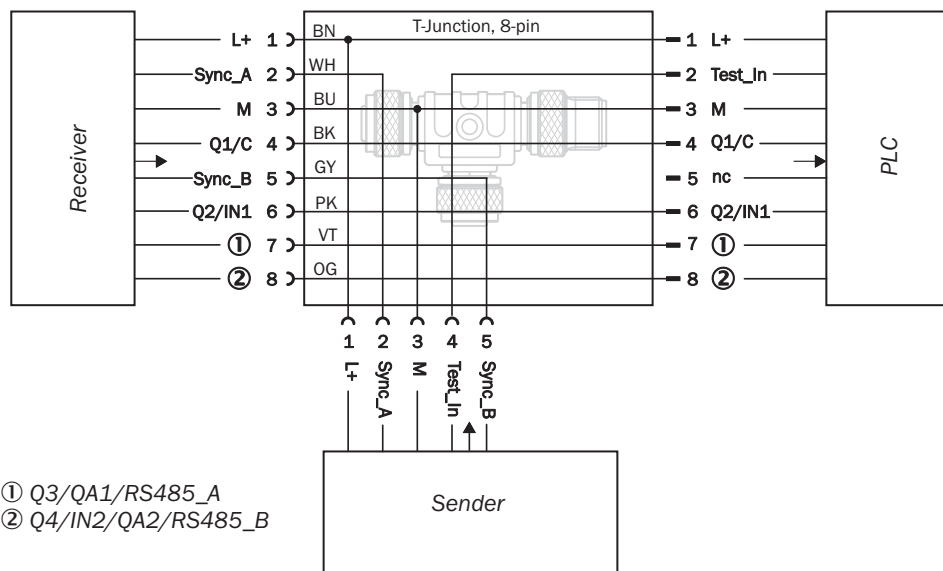 T-Junction, 8-pin
L+ 1 BN 1 L+
Sync_A 2 WH 2 Test_In
M 3 BU 3 M
Q1/C 4 BK 4 Q1/C
Sync_B 5 GY 5 nc
Q2/IN1 6 PK 6 Q2/IN1
① 7 VT 7 ①
② 8 OG 8 ②
Receiver
PLC
1 2 3 4 5
L+ Sync_A M Test_In Sync_B
Sender
① Q3/QA1/RS485_A
② Q4/IN2/QA2/RS485_B